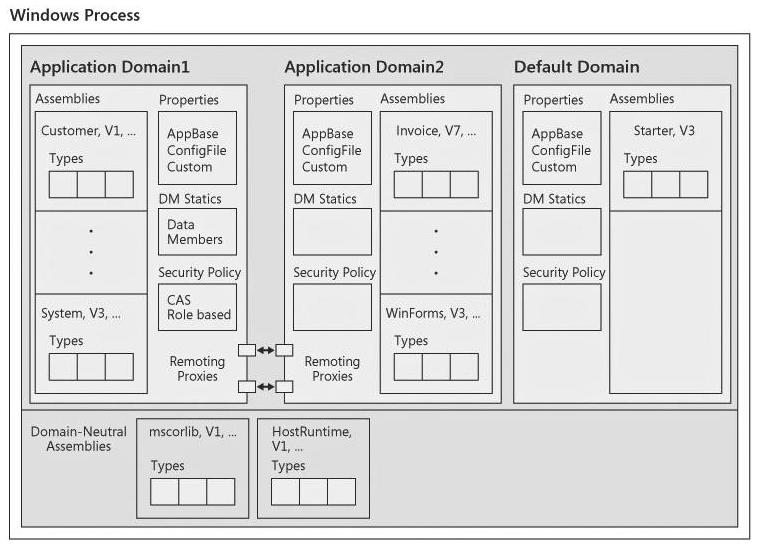 Windows Process
Application Domain1
Assemblies
Customer, V1, ...
Types
System, V3, ...
Types
Properties
AppBase
ConfigFile
Custom
DM Statics
Data
Members
Security Policy
CAS
Role based
Remoting
Proxies
Application Domain2
Properties
AppBase
ConfigFile
Custom
DM Statics
Security Policy
Remoting
Proxies
Assemblies
Invoice, V7, ...
Types
WinForms, V3, ...
Types
Default Domain
Properties
AppBase
ConfigFile
Custom
DM Statics
Security Policy
Assemblies
Starter, V3
Types
Domain-Neutral
Assemblies
mscorlib, V1, ...
Types
HostRuntime,
V1, ...
Types